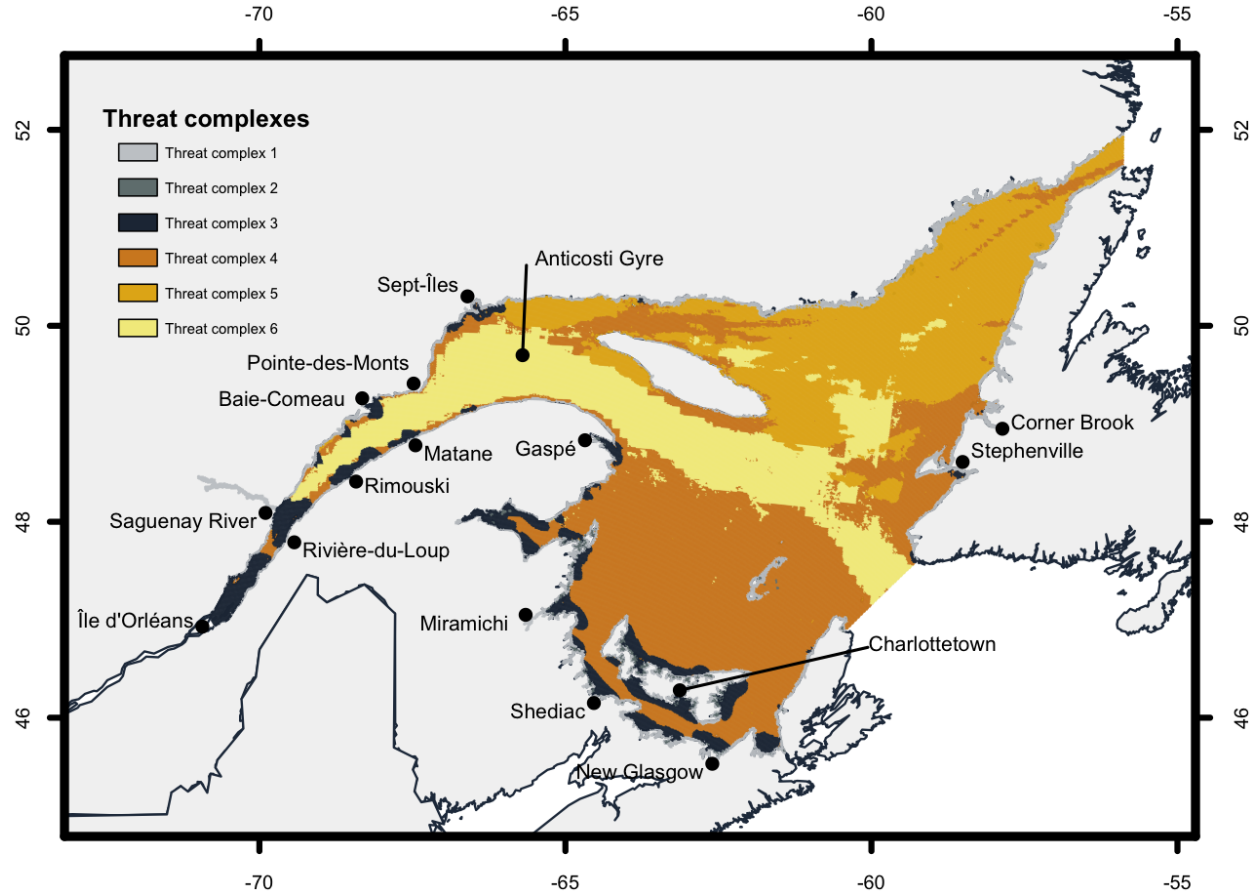 -70 -65 -60 -55
Threat complexes
Threat complex 1
Threat complex 2
Threat complex 3
Threat complex 4
Threat complex 5
Threat complex 6
52 52
Anticosti Gyre
Sept-Îles
50 50
Pointe-des-Monts
Baie-Comeau
Corner Brook
Matane
Gaspé
Stephenville
Rimouski
48 48
Saguenay River
Rivière-du-Loup
Île d'Orléans
Miramichi
Charlottetown
46 46
Shediac
New Glasgow
-70 -65 -60 -55